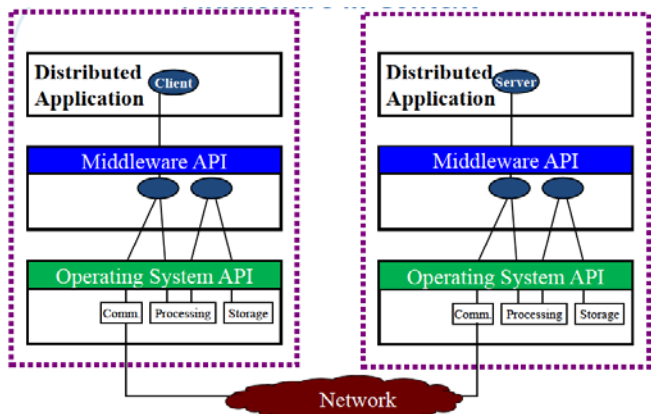 Distributed
Application
Client
Middleware API
Operating System API
Comm.
Processing
Storage
Distributed
Application
Server
Middleware API
Operating System API
Comm.
Processing
Storage
Network